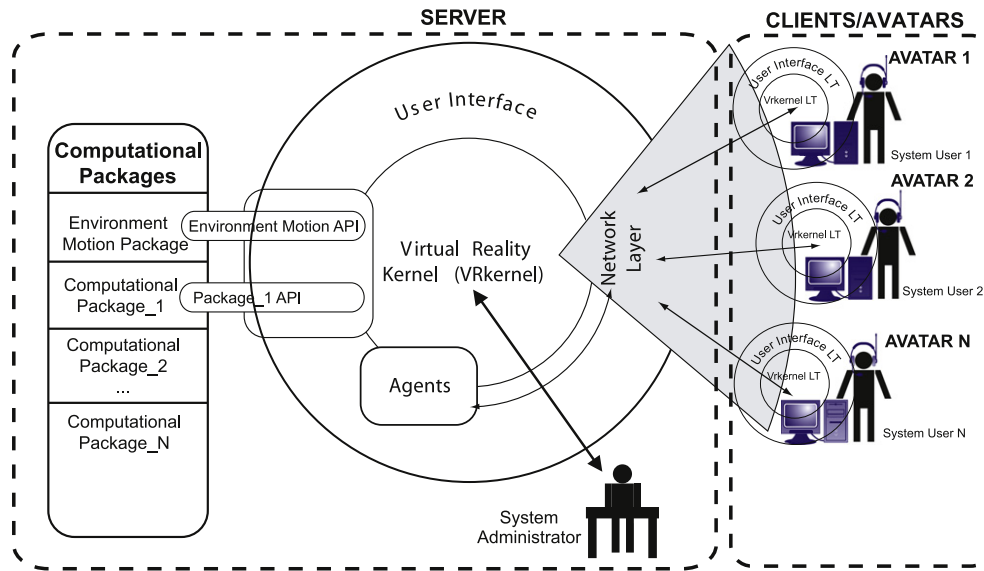 SERVER
CLIENTS/AVATARS
Computational
Packages
Environment
Motion Package
Computational
Package_1
Computational
Package_2
...
Computational
Package_N
Environment Motion API
Package_1 API
User Interface
Virtual Reality
Kernel (VRkernel)
Agents
Network
Layer
System
Administrator
AVATAR 1
User Interface LT
Vrkernel LT
System User 1
AVATAR 2
User Interface LT
Vrkernel LT
System User 2
AVATAR N
User Interface LT
Vrkernel LT
System User N